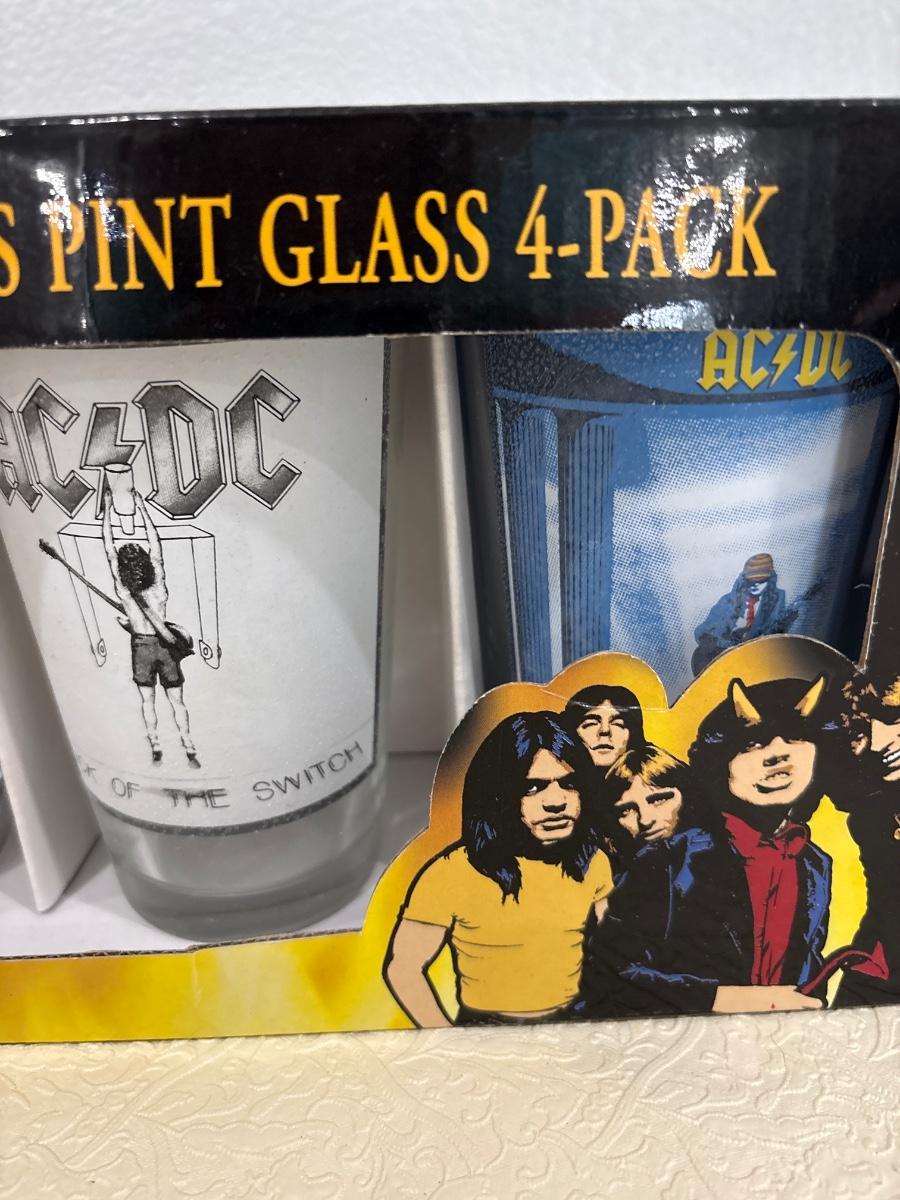 S PINT GLASS 4-PACK
AC⚡DC
AC⚡DC
OF THE SWITCH